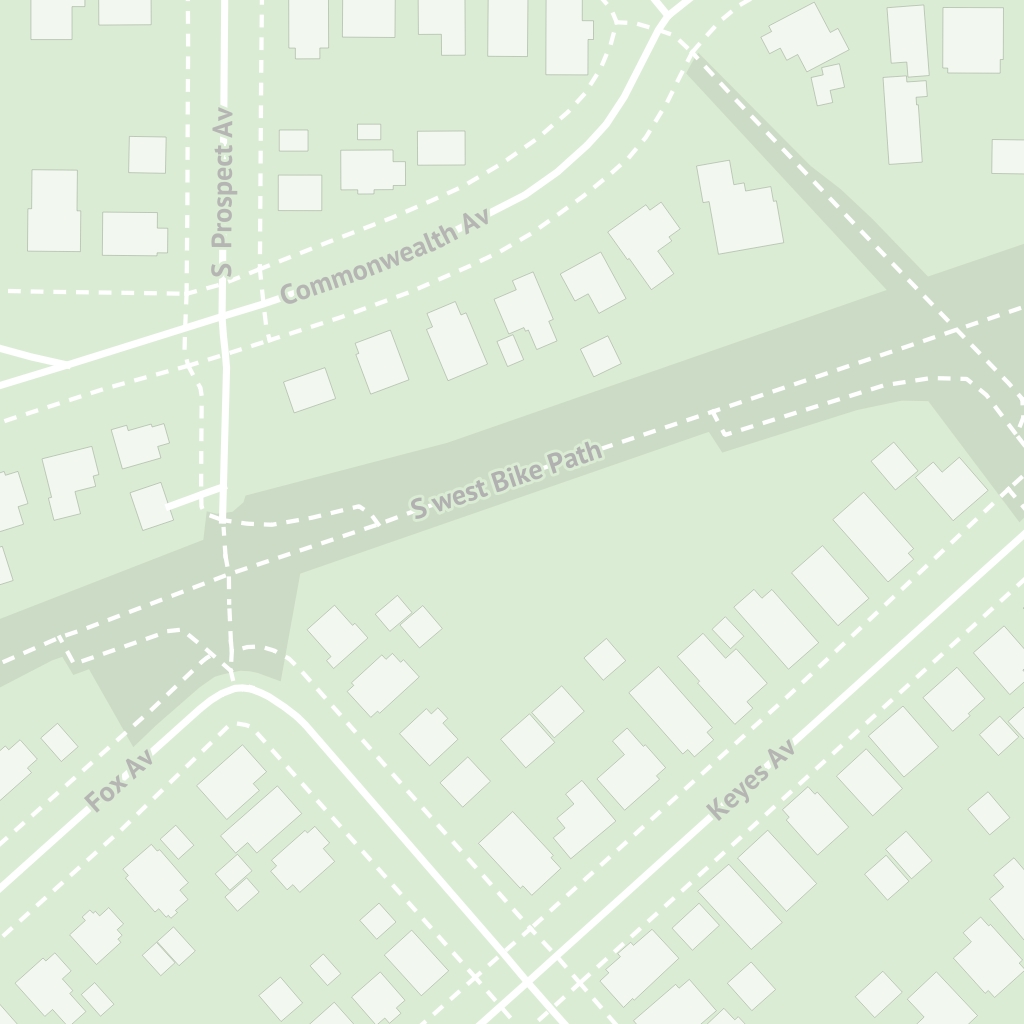 S Prospect Av
Commonwealth Av
S west Bike Path
Fox Av
Keyes Av